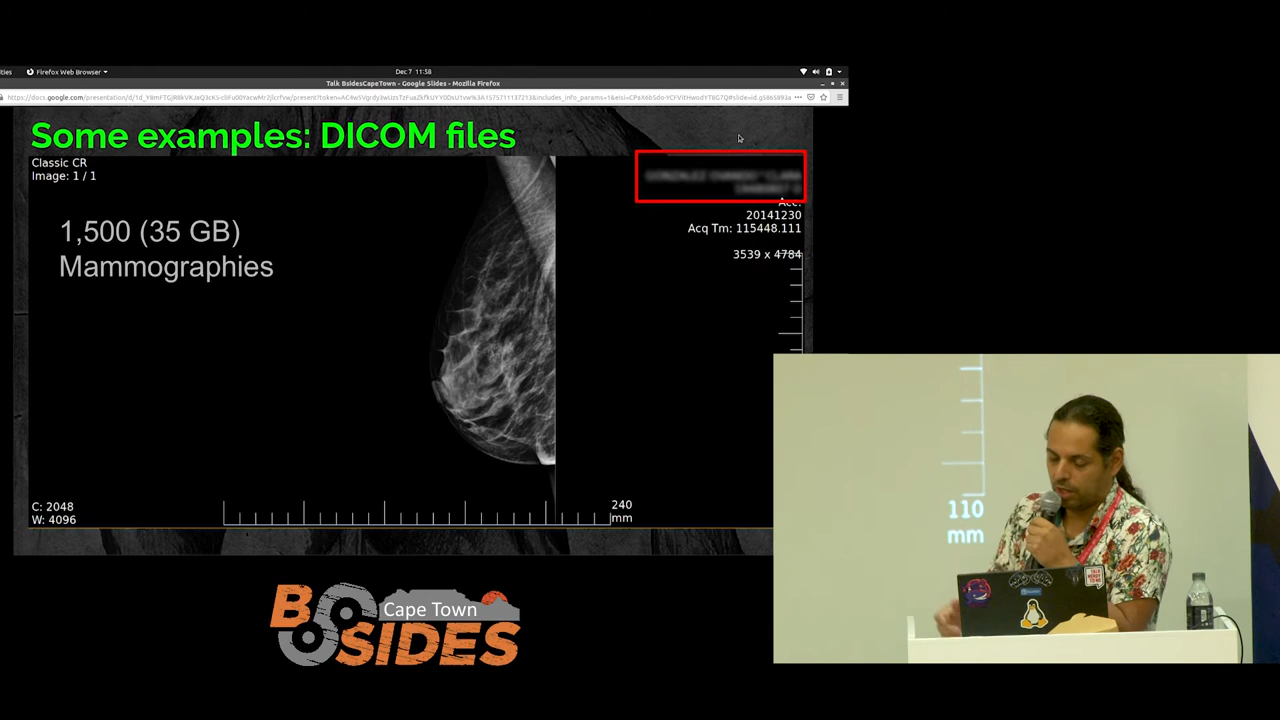 ities
Firefox Web Browser
Dec 7 11:58
Talk BsidesCapeTown - Google Slides - Mozilla Firefox
Some examples: DICOM files
Classic CR
Image: 1 / 1
1,500 (35 GB)
Mammographies
Acc:
20141230
Acq Tm: 115448.111
3539 x 4784
C: 2048
W: 4096
240
mm
110
mm
BSIDES
Cape Town